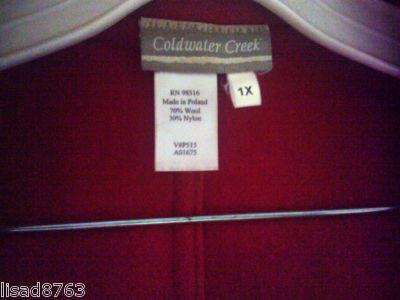 Coldwater Creek
1X
RN 98516
Made in Poland
70% Wool
30% Nylon
V8P515
A01675
lisad8763